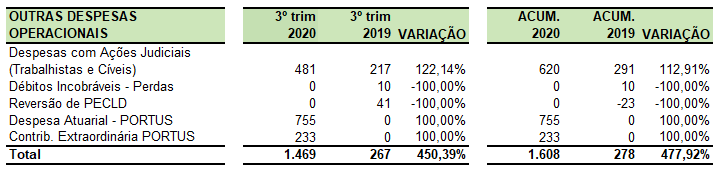 OUTRAS DESPESAS 3º trim 3º trim ACUM. ACUM.
OPERACIONAIS 2020 2019 VARIAÇÃO 2020 2019 VARIAÇÃO
Despesas com Ações Judiciais
(Trabalhistas e Cíveis) 481 217 122,14% 620 291 112,91%
Débitos Incobráveis - Perdas 0 10 -100,00% 0 10 -100,00%
Reversão de PECLD 0 41 -100,00% 0 -23 -100,00%
Despesa Atuarial - PORTUS 755 0 100,00% 755 0 100,00%
Contrib. Extraordinária PORTUS 233 0 100,00% 233 0 100,00%
Total 1.469 267 450,39% 1.608 278 477,92%